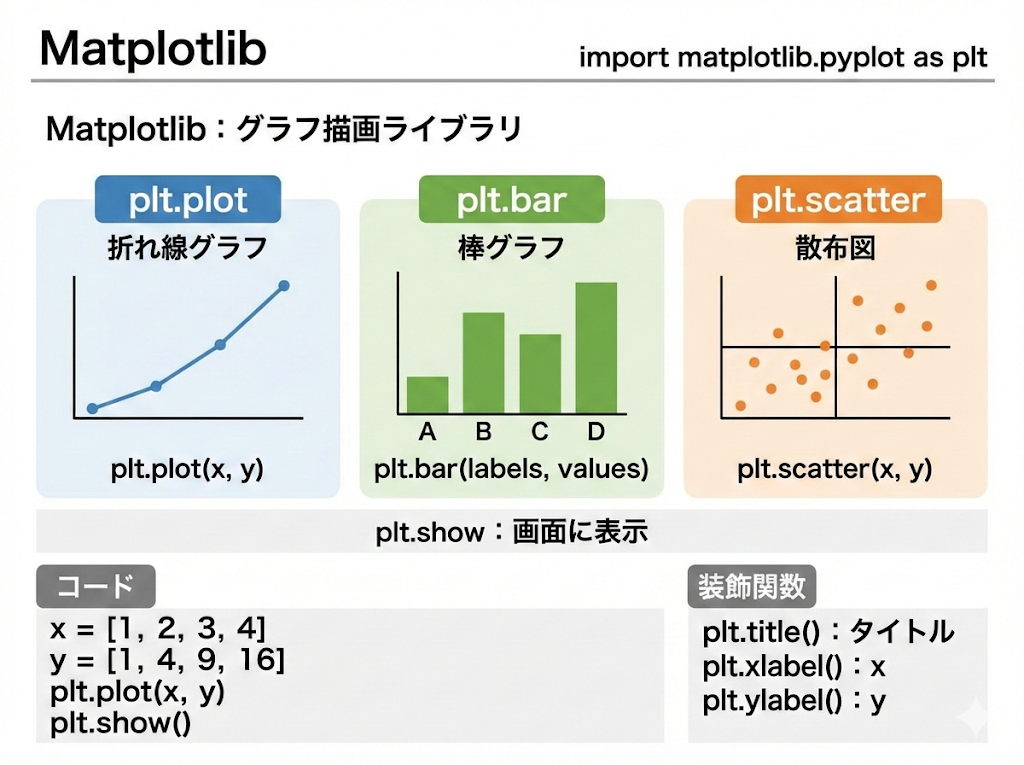 Matplotlib
import matplotlib.pyplot as plt
Matplotlib：グラフ描画ライブラリ
plt.plot
折れ線グラフ
plt.plot(x, y)
plt.bar
棒グラフ
A B C D
plt.bar(labels, values)
plt.scatter
散布図
plt.scatter(x, y)
plt.show：画面に表示
コード
x = [1, 2, 3, 4]
y = [1, 4, 9, 16]
plt.plot(x, y)
plt.show()
装飾関数
plt.title()：タイトル
plt.xlabel()：x
plt.ylabel()：y